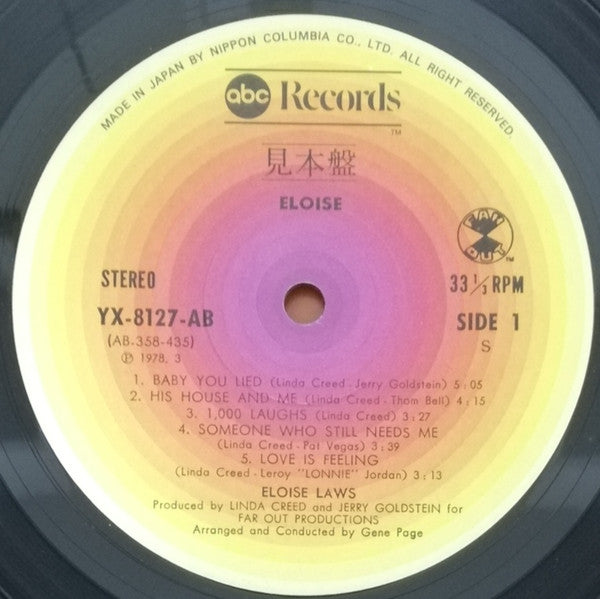 MADE IN JAPAN BY NIPPON COLUMBIA CO., LTD. ALL RIGHT RESERVED.
abc Records
TM
見本盤
ELOISE
FAR OUT
TM
STEREO
33 1/3 RPM
YX-8127-AB
SIDE 1
(AB-358-435)
S
Ⓟ 1978. 3
1. BABY YOU LIED (Linda Creed - Jerry Goldstein) 5:05
2. HIS HOUSE AND ME (Linda Creed - Thom Bell) 4:15
3. 1,000 LAUGHS (Linda Creed) 3:27
4. SOMEONE WHO STILL NEEDS ME
(Linda Creed - Pat Vegas) 3:39
5. LOVE IS FEELING
(Linda Creed - Leroy "LONNIE" Jordan) 3:13
ELOISE LAWS
Produced by LINDA CREED and JERRY GOLDSTEIN for
FAR OUT PRODUCTIONS
Arranged and Conducted by Gene Page